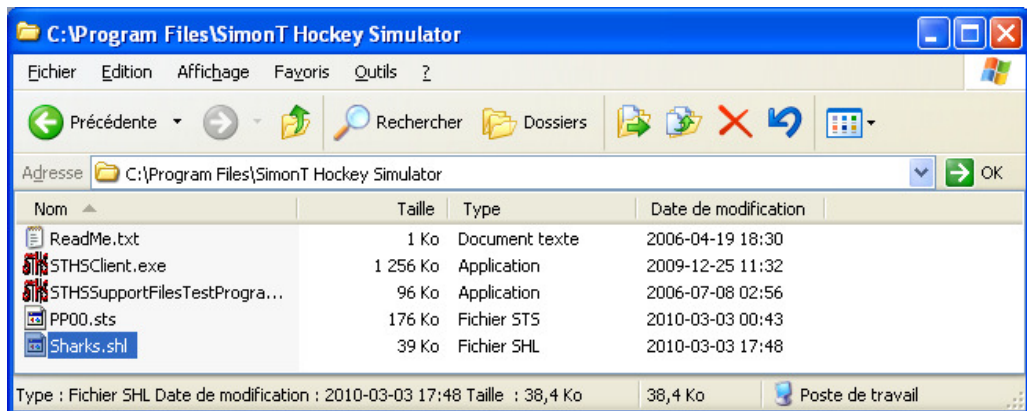 C:\Program Files\SimonT Hockey Simulator
Fichier Edition Affichage Favoris Outils ?
Précédente Rechercher Dossiers
Adresse C:\Program Files\SimonT Hockey Simulator OK
Nom Taille Type Date de modification
ReadMe.txt 1 Ko Document texte 2006-04-19 18:30
STHS STHSClient.exe 1 256 Ko Application 2009-12-25 11:32
STHS STHSSupportFilesTestProgra... 96 Ko Application 2006-07-08 02:56
PP00.sts 176 Ko Fichier STS 2010-03-03 00:43
Sharks.shl 39 Ko Fichier SHL 2010-03-03 17:48
Type : Fichier SHL Date de modification : 2010-03-03 17:48 Taille : 38,4 Ko 38,4 Ko Poste de travail